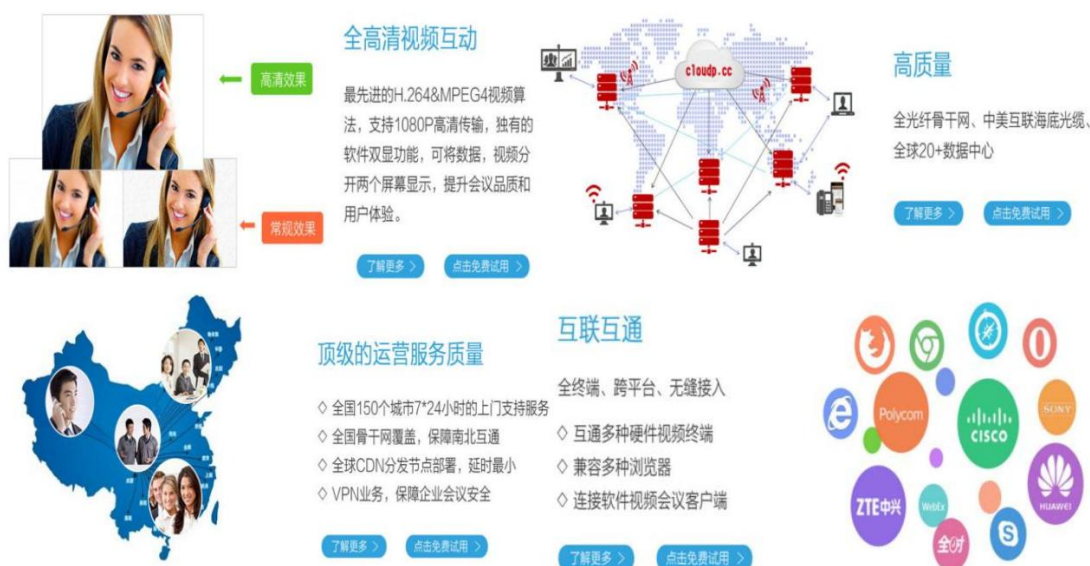 高清效果
常规效果
全高清视频互动
最先进的H.264&MPEG4视频算
法，支持1080P高清传输，独有的
软件双显功能，可将数据，视频分
开两个屏幕显示，提升会议品质和
用户体验。
了解更多 >
点击免费试用 >
cloudp.cc
高质量
全光纤骨干网、中美互联海底光缆、
全球20+数据中心
了解更多 >
点击免费试用 >
顶级的运营服务质量
◇ 全国150个城市7*24小时的上门支持服务
◇ 全国骨干网覆盖，保障南北互通
◇ 全球CDN分发节点部署，延时最小
◇ VPN业务，保障企业会议安全
了解更多 >
点击免费试用 >
互联互通
全终端、跨平台、无缝接入
◇ 互通多种硬件视频终端
◇ 兼容多种浏览器
◇ 连接软件视频会议客户端
了解更多 >
点击免费试用 >
Polycom
CISCO
SONY
ZTE中兴
WebEx
HUAWEI
全时